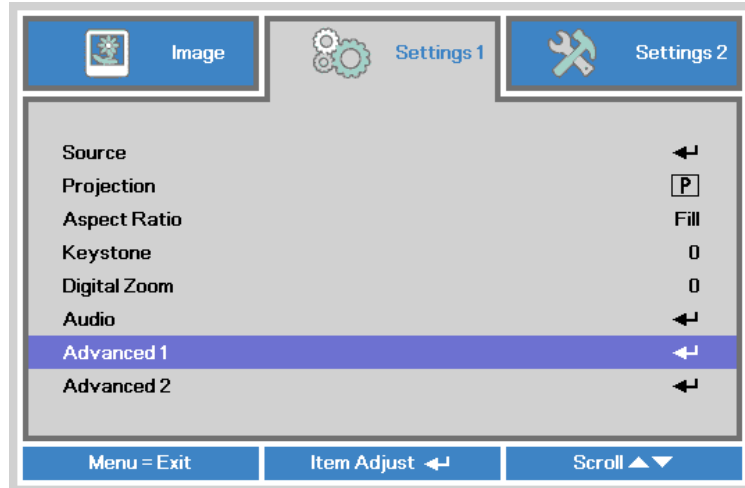 Image Settings 1 Settings 2
Source
Projection P
Aspect Ratio Fill
Keystone 0
Digital Zoom 0
Audio
Advanced 1
Advanced 2
Menu = Exit Item Adjust Scroll